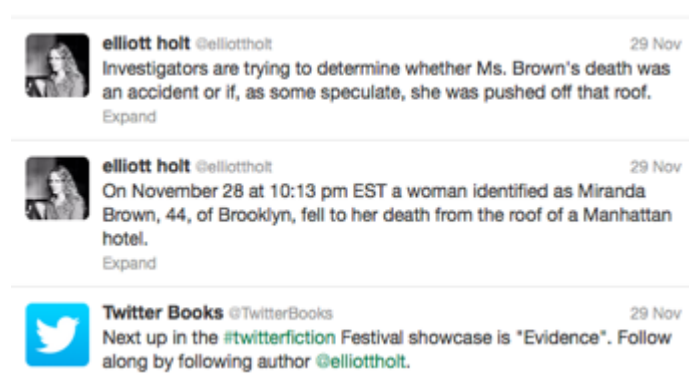 elliott holt @elliottholt 29 Nov
Investigators are trying to determine whether Ms. Brown's death was
an accident or if, as some speculate, she was pushed off that roof.
Expand
elliott holt @elliottholt 29 Nov
On November 28 at 10:13 pm EST a woman identified as Miranda
Brown, 44, of Brooklyn, fell to her death from the roof of a Manhattan
hotel.
Expand
Twitter Books @TwitterBooks 29 Nov
Next up in the #twitterfiction Festival showcase is "Evidence". Follow
along by following author @elliottholt.